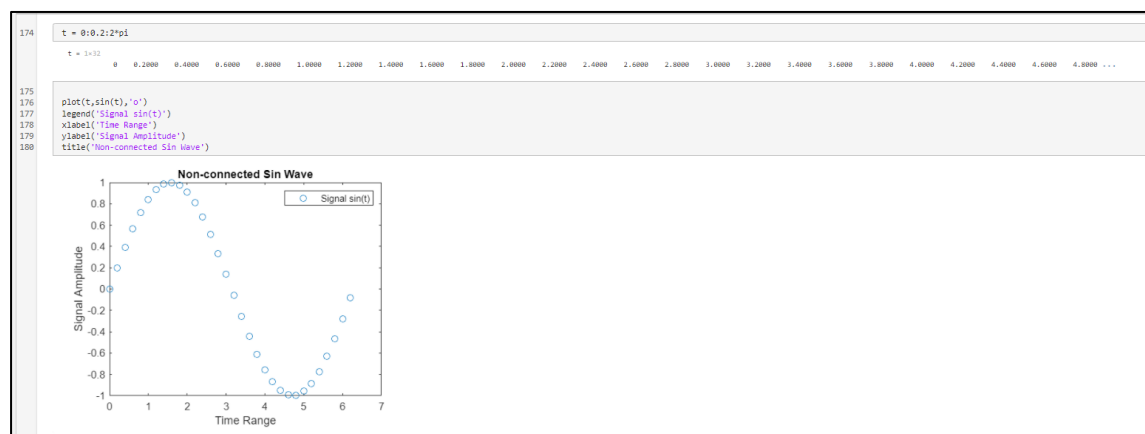 174 t = 0:0.2:2*pi
t = 1×32
0 0.2000 0.4000 0.6000 0.8000 1.0000 1.2000 1.4000 1.6000 1.8000 2.0000 2.2000 2.4000 2.6000 2.8000 3.0000 3.2000 3.4000 3.6000 3.8000 4.0000 4.2000 4.4000 4.6000 4.8000 ...
175
176 plot(t,sin(t),'o')
177 legend('Signal sin(t)')
178 xlabel('Time Range')
179 ylabel('Signal Amplitude')
180 title('Non-connected Sin Wave')
Non-connected Sin Wave
Signal sin(t)
1
0.8
0.6
0.4
0.2
0
-0.2
-0.4
-0.6
-0.8
-1
Signal Amplitude
0 1 2 3 4 5 6 7
Time Range